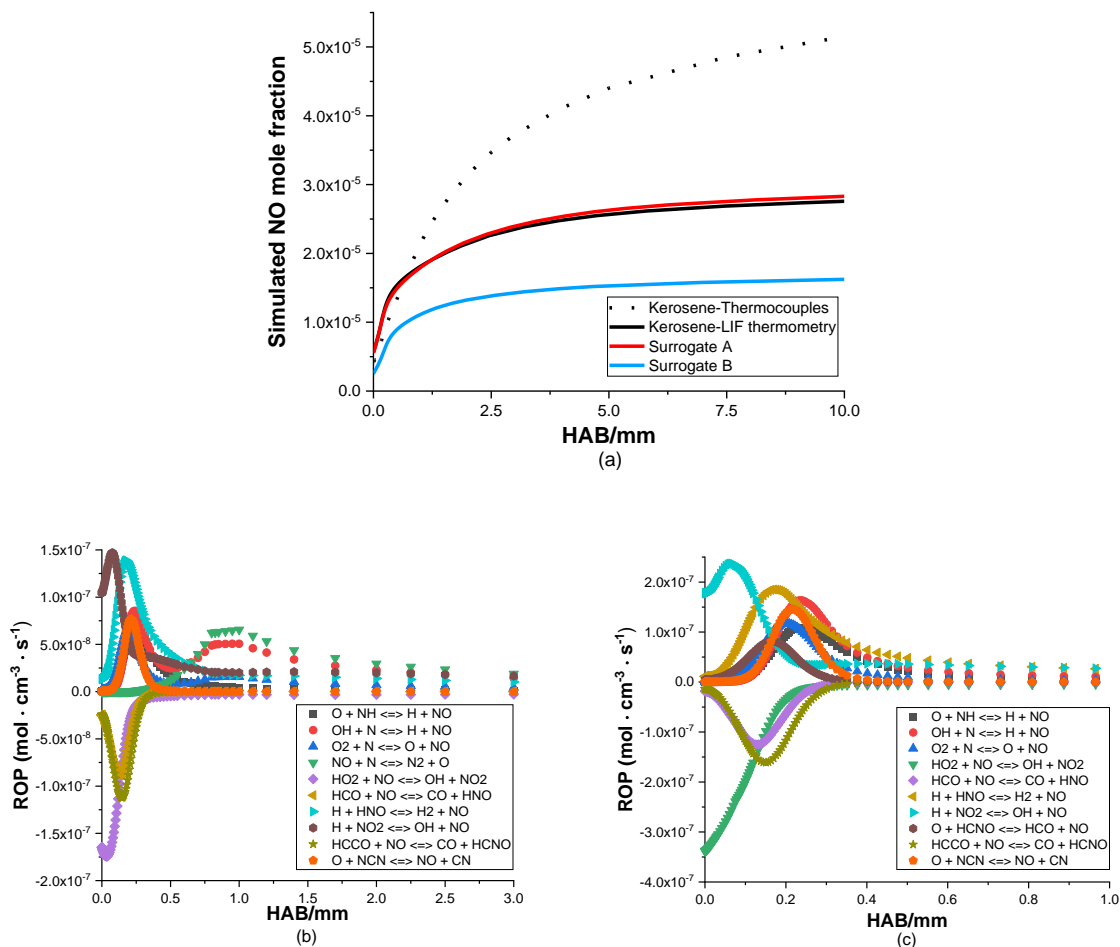 Simulated NO mole fraction
5.0x10⁻⁵
4.0x10⁻⁵
3.0x10⁻⁵
2.0x10⁻⁵
1.0x10⁻⁵
0.0
0.0 2.5 5.0 7.5 10.0
HAB/mm
Kerosene-Thermocouples
Kerosene-LIF thermometry
Surrogate A
Surrogate B
(a)
ROP (mol · cm⁻³ · s⁻¹)
1.5x10⁻⁷
1.0x10⁻⁷
5.0x10⁻⁸
0.0
-5.0x10⁻⁸
-1.0x10⁻⁷
-1.5x10⁻⁷
-2.0x10⁻⁷
0.0 0.5 1.0 1.5 2.0 2.5 3.0
HAB/mm
O + NH <=> H + NO
OH + N <=> H + NO
O2 + N <=> O + NO
NO + N <=> N2 + O
HO2 + NO <=> OH + NO2
HCO + NO <=> CO + HNO
H + HNO <=> H2 + NO
H + NO2 <=> OH + NO
HCCO + NO <=> CO + HCNO
O + NCN <=> NO + CN
(b)
ROP (mol · cm⁻³ · s⁻¹)
2.0x10⁻⁷
1.0x10⁻⁷
0.0
-1.0x10⁻⁷
-2.0x10⁻⁷
-3.0x10⁻⁷
-4.0x10⁻⁷
0.0 0.2 0.4 0.6 0.8 1.0
HAB/mm
O + NH <=> H + NO
OH + N <=> H + NO
O2 + N <=> O + NO
HO2 + NO <=> OH + NO2
HCO + NO <=> CO + HNO
H + HNO <=> H2 + NO
H + NO2 <=> OH + NO
O + HCNO <=> HCO + NO
HCCO + NO <=> CO + HCNO
O + NCN <=> NO + CN
(c)